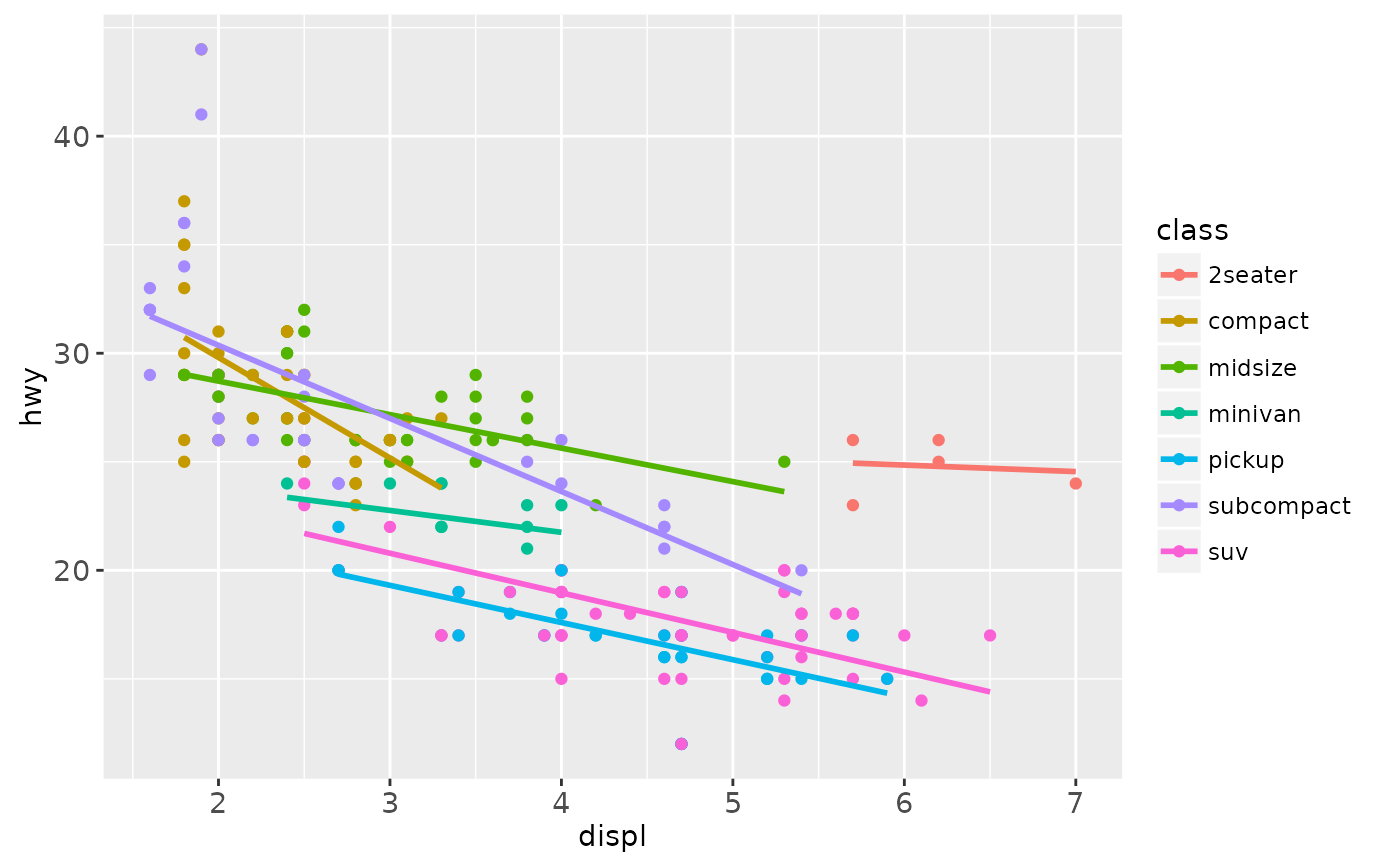 hwy
40
30
20
2 3 4 5 6 7
displ
class
2seater
compact
midsize
minivan
pickup
subcompact
suv